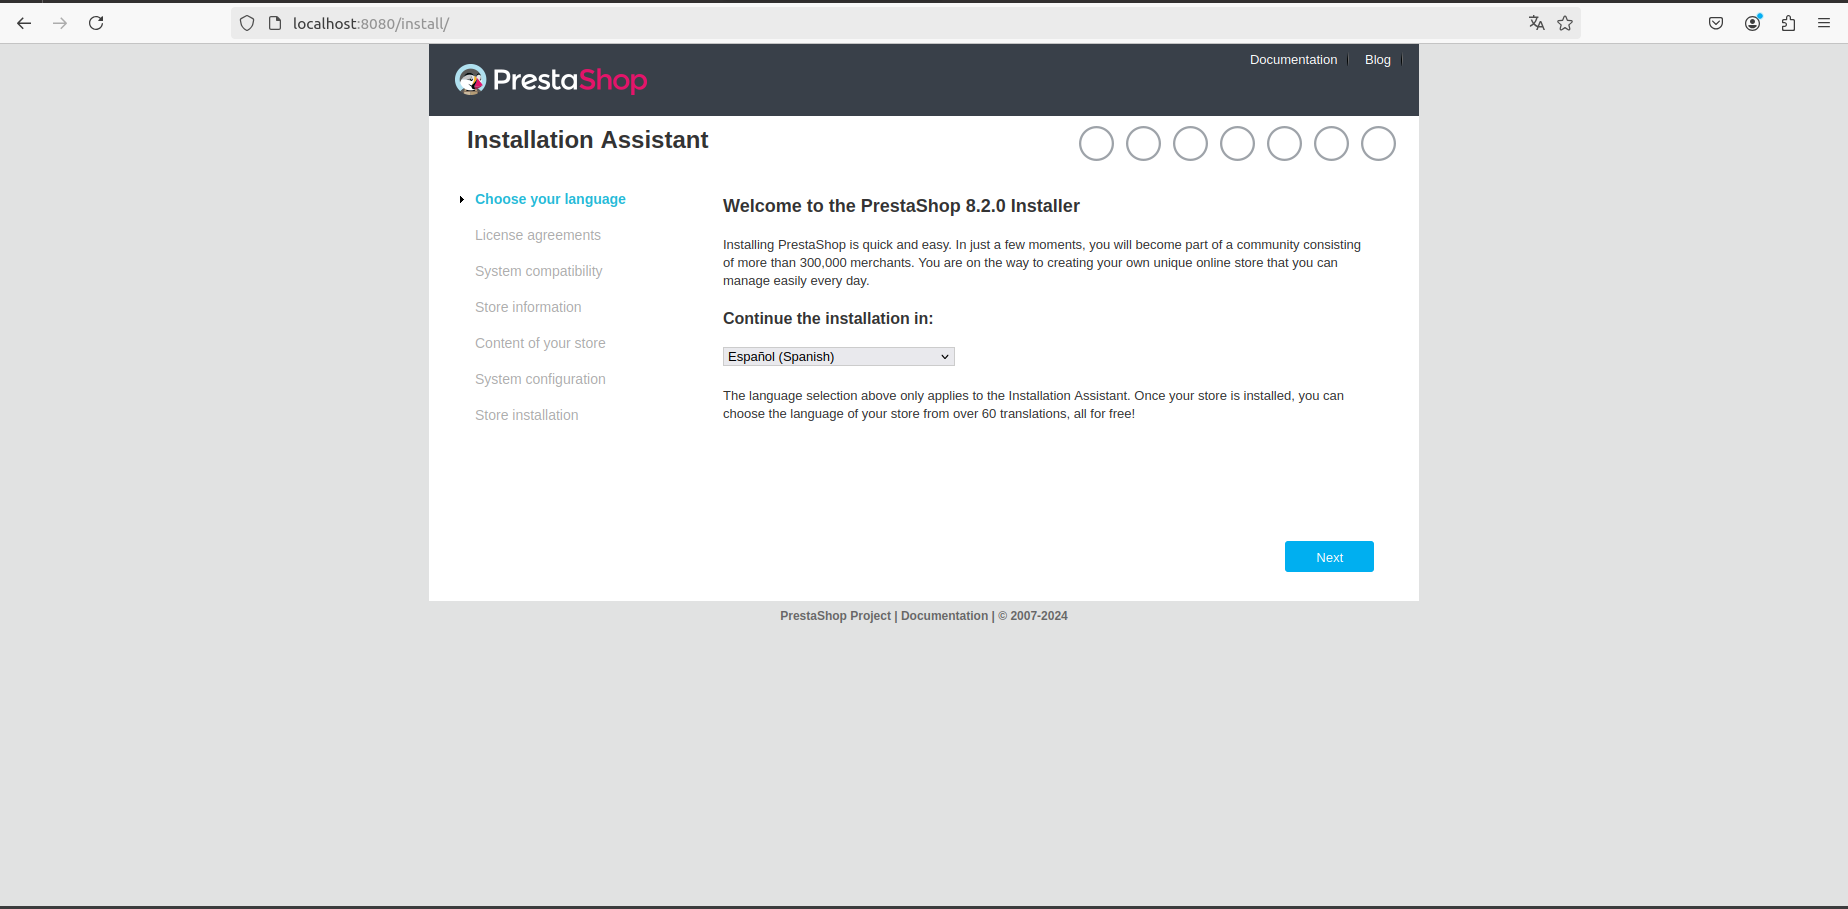 localhost:8080/install/
Documentation
Blog
PrestaShop
Installation Assistant
Choose your language
License agreements
System compatibility
Store information
Content of your store
System configuration
Store installation
Welcome to the PrestaShop 8.2.0 Installer
Installing PrestaShop is quick and easy. In just a few moments, you will become part of a community consisting
of more than 300,000 merchants. You are on the way to creating your own unique online store that you can
manage easily every day.
Continue the installation in:
Español (Spanish)
The language selection above only applies to the Installation Assistant. Once your store is installed, you can
choose the language of your store from over 60 translations, all for free!
Next
PrestaShop Project | Documentation | © 2007-2024